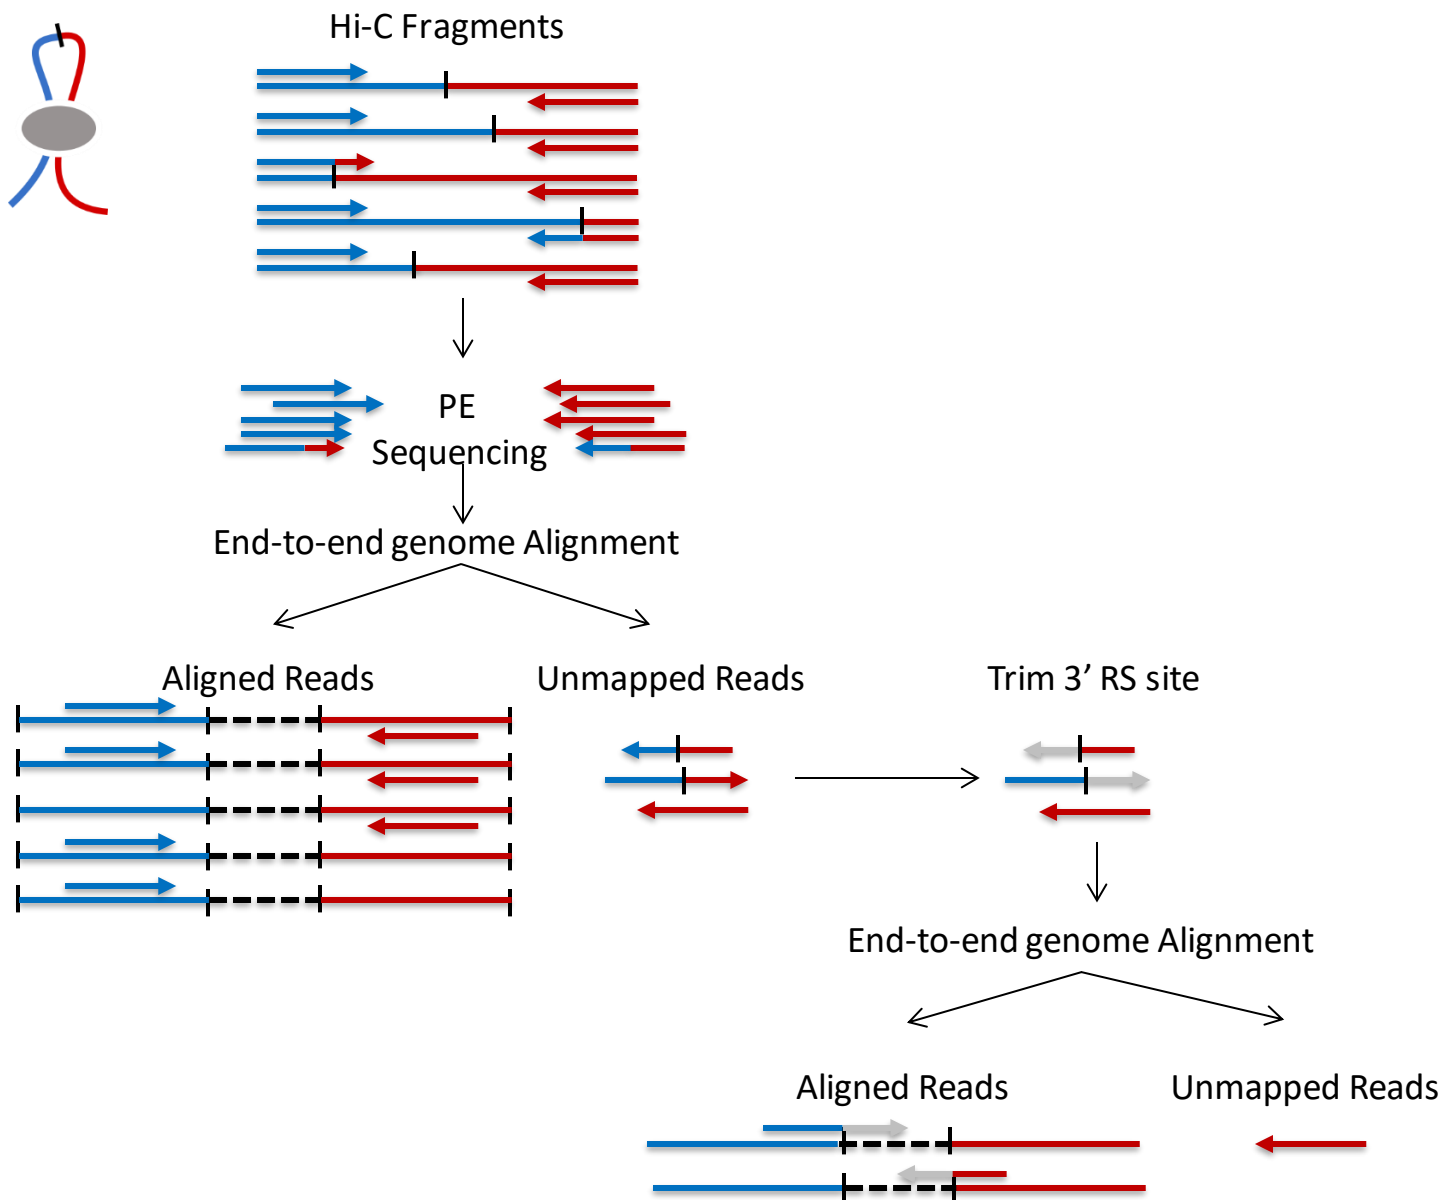 Hi-C Fragments
PE
Sequencing
End-to-end genome Alignment
Aligned Reads
Unmapped Reads
Trim 3’ RS site
End-to-end genome Alignment
Aligned Reads
Unmapped Reads